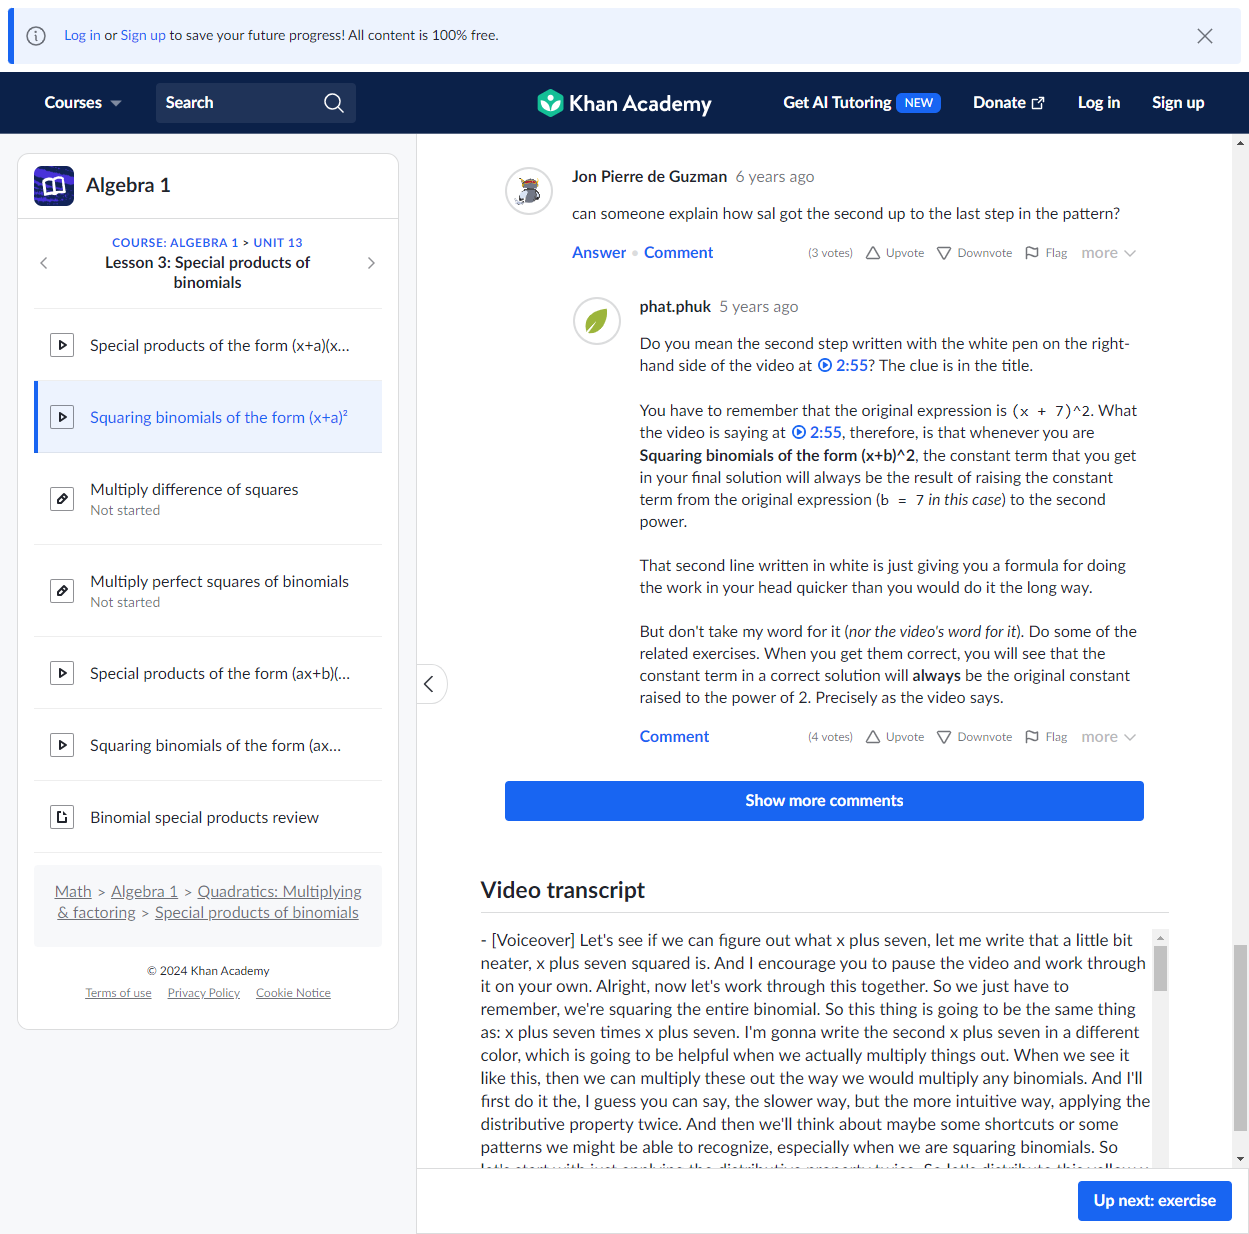 Log in or Sign up to save your future progress! All content is 100% free.
Courses
Search
Khan Academy
Get AI Tutoring NEW
Donate
Log in
Sign up
Algebra 1
COURSE: ALGEBRA 1 > UNIT 13
Lesson 3: Special products of
binomials
Special products of the form (x+a)(x...
Squaring binomials of the form (x+a)²
Multiply difference of squares
Not started
Multiply perfect squares of binomials
Not started
Special products of the form (ax+b)(...
Squaring binomials of the form (ax...
Binomial special products review
Math > Algebra 1 > Quadratics: Multiplying
& factoring > Special products of binomials
© 2024 Khan Academy
Terms of use Privacy Policy Cookie Notice
Jon Pierre de Guzman 6 years ago
can someone explain how sal got the second up to the last step in the pattern?
Answer • Comment (3 votes) Upvote Downvote Flag more
phat.phuk 5 years ago
Do you mean the second step written with the white pen on the right-
hand side of the video at 2:55? The clue is in the title.
You have to remember that the original expression is (x + 7)^2. What
the video is saying at 2:55, therefore, is that whenever you are
Squaring binomials of the form (x+b)^2, the constant term that you get
in your final solution will always be the result of raising the constant
term from the original expression (b = 7 in this case) to the second
power.
That second line written in white is just giving you a formula for doing
the work in your head quicker than you would do it the long way.
But don't take my word for it (nor the video's word for it). Do some of the
related exercises. When you get them correct, you will see that the
constant term in a correct solution will always be the original constant
raised to the power of 2. Precisely as the video says.
Comment (4 votes) Upvote Downvote Flag more
Show more comments
Video transcript
- [Voiceover] Let's see if we can figure out what x plus seven, let me write that a little bit
neater, x plus seven squared is. And I encourage you to pause the video and work through
it on your own. Alright, now let's work through this together. So we just have to
remember, we're squaring the entire binomial. So this thing is going to be the same thing
as: x plus seven times x plus seven. I'm gonna write the second x plus seven in a different
color, which is going to be helpful when we actually multiply things out. When we see it
like this, then we can multiply these out the way we would multiply any binomials. And I'll
first do it the, I guess you can say, the slower way, but the more intuitive way, applying the
distributive property twice. And then we'll think about maybe some shortcuts or some
patterns we might be able to recognize, especially when we are squaring binomials. So
let's start with just applying the distributive property twice. So let's distribute this yellow x
Up next: exercise